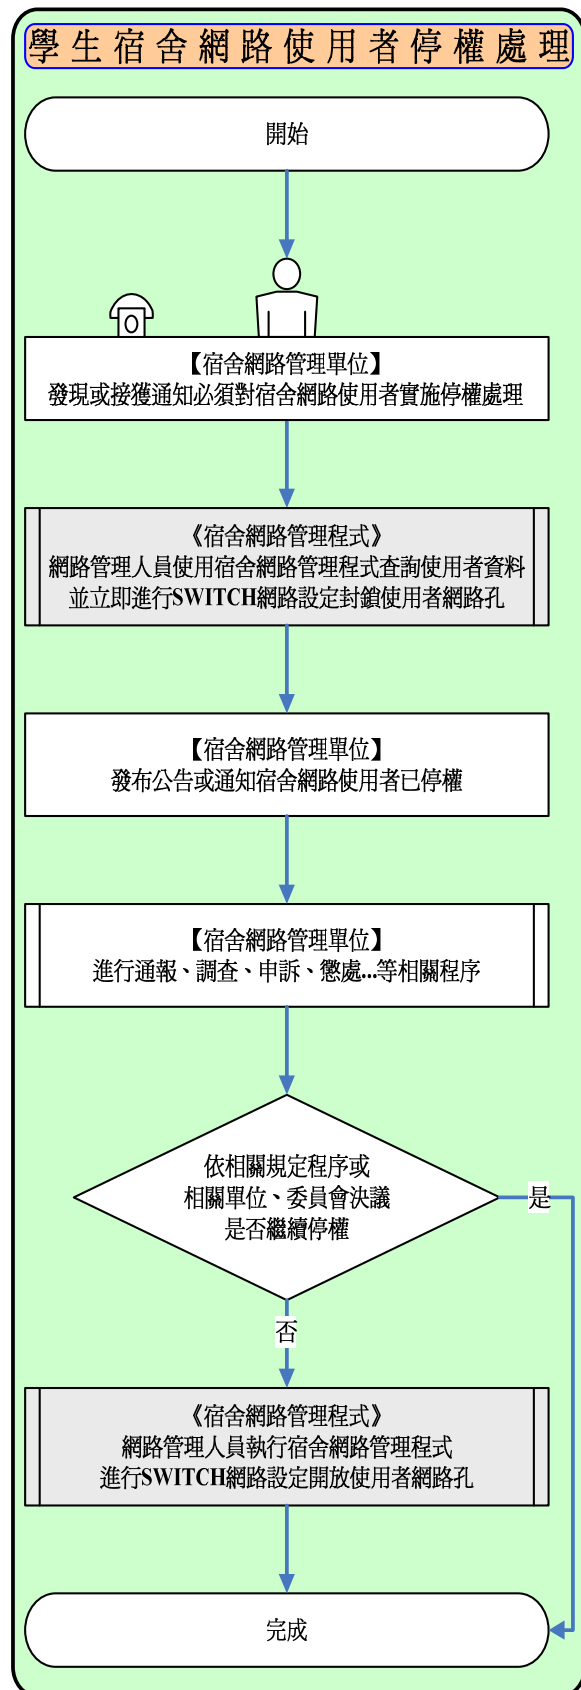 學生宿舍網路使用者停權處理
開始
【宿舍網路管理單位】
發現或接獲通知必須對宿舍網路使用者實施停權處理
《宿舍網路管理程式》
網路管理人員使用宿舍網路管理程式查詢使用者資料
並立即進行SWITCH網路設定封鎖使用者網路孔
【宿舍網路管理單位】
發布公告或通知宿舍網路使用者已停權
【宿舍網路管理單位】
進行通報、調查、申訴、懲處...等相關程序
依相關規定程序或
相關單位、委員會決議
是否繼續停權
是
否
《宿舍網路管理程式》
網路管理人員執行宿舍網路管理程式
進行SWITCH網路設定開放使用者網路孔
完成